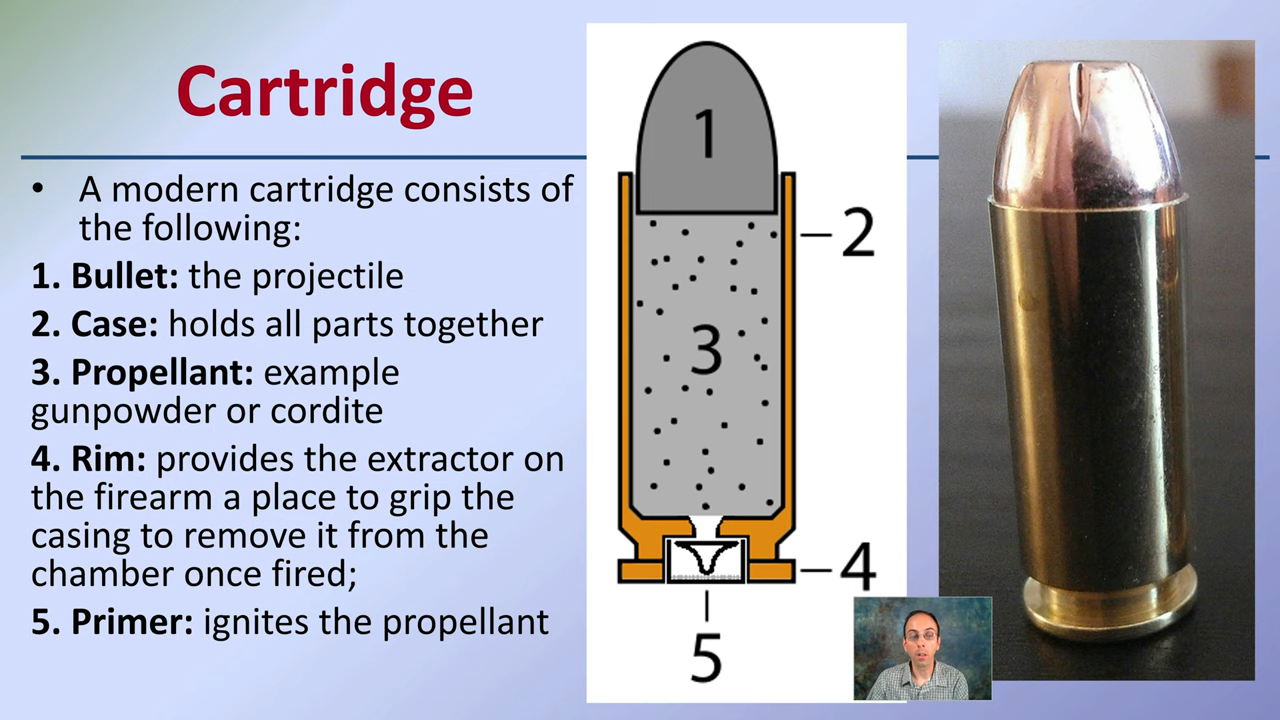 Cartridge
• A modern cartridge consists of
the following:
1. Bullet: the projectile
2. Case: holds all parts together
3. Propellant: example
gunpowder or cordite
4. Rim: provides the extractor on
the firearm a place to grip the
casing to remove it from the
chamber once fired;
5. Primer: ignites the propellant
1
2
3
4
5